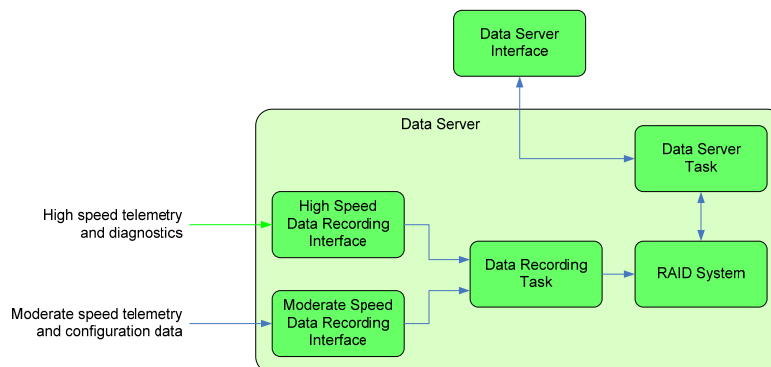 Data Server
Interface
Data Server
Data Server
Task
High speed telemetry
and diagnostics
High Speed
Data Recording
Interface
Data Recording
Task
RAID System
Moderate speed telemetry
and configuration data
Moderate Speed
Data Recording
Interface